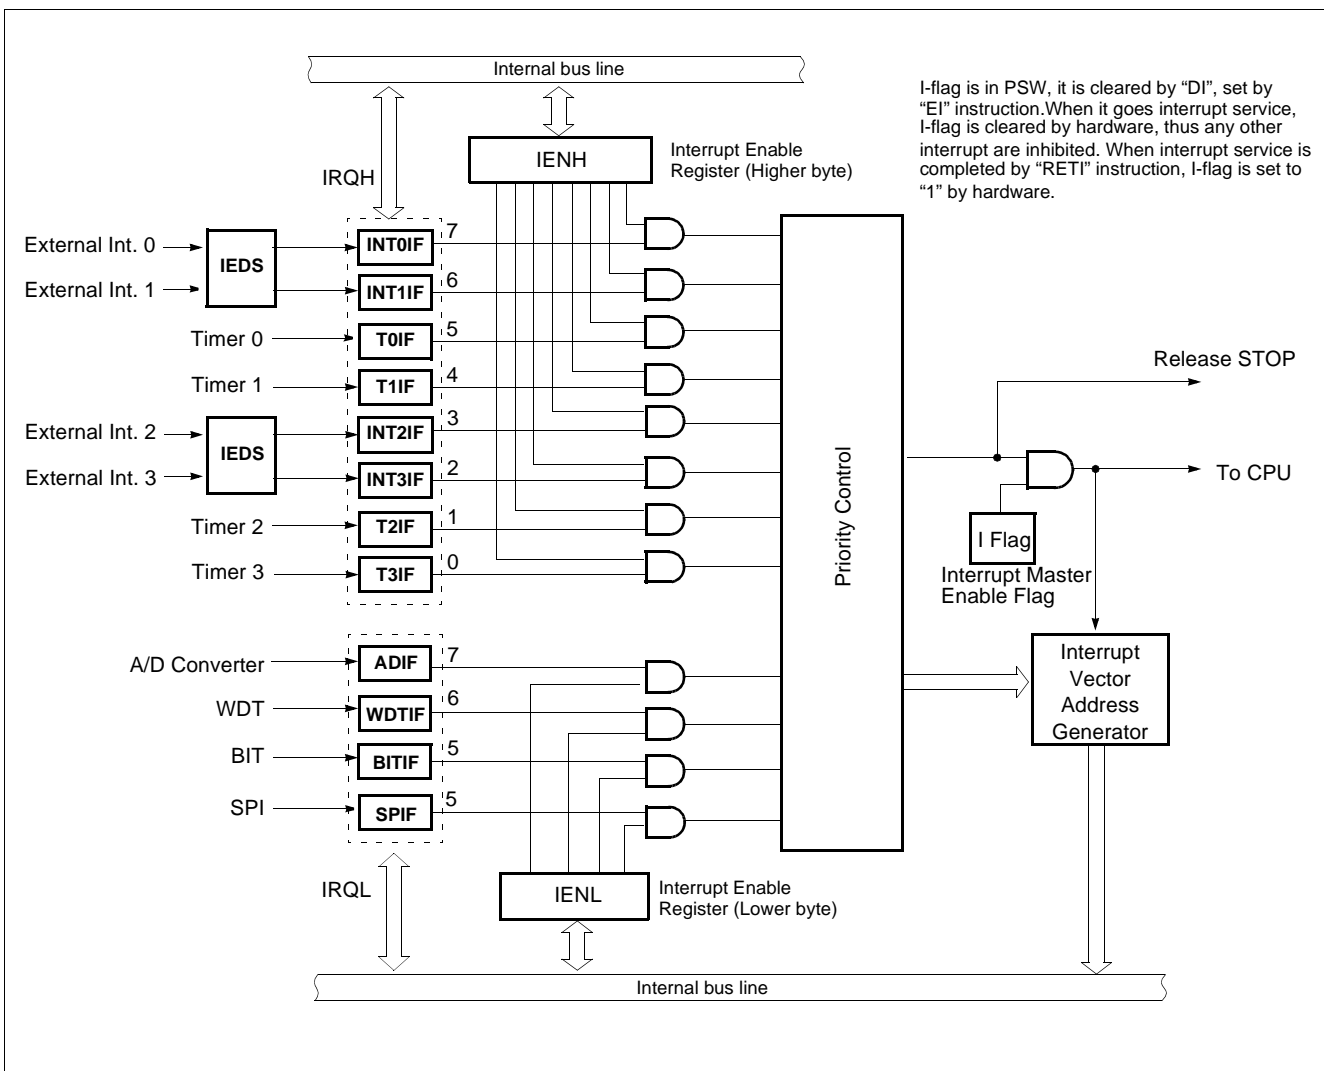 Internal bus line
I-flag is in PSW, it is cleared by “DI”, set by
“EI” instruction.When it goes interrupt service,
I-flag is cleared by hardware, thus any other
interrupt are inhibited. When interrupt service is
completed by “RETI” instruction, I-flag is set to
“1” by hardware.
IENH
Interrupt Enable
Register (Higher byte)
IRQH
External Int. 0
External Int. 1
IEDS
INT0IF
7
INT1IF
6
Timer 0
T0IF
5
Timer 1
T1IF
4
External Int. 2
External Int. 3
IEDS
INT2IF
3
INT3IF
2
Timer 2
T2IF
1
Timer 3
T3IF
0
Priority Control
Release STOP
To CPU
I Flag
Interrupt Master
Enable Flag
A/D Converter
ADIF
7
WDT
WDTIF
6
BIT
BITIF
5
SPI
SPIF
5
Interrupt
Vector
Address
Generator
IRQL
IENL
Interrupt Enable
Register (Lower byte)
Internal bus line